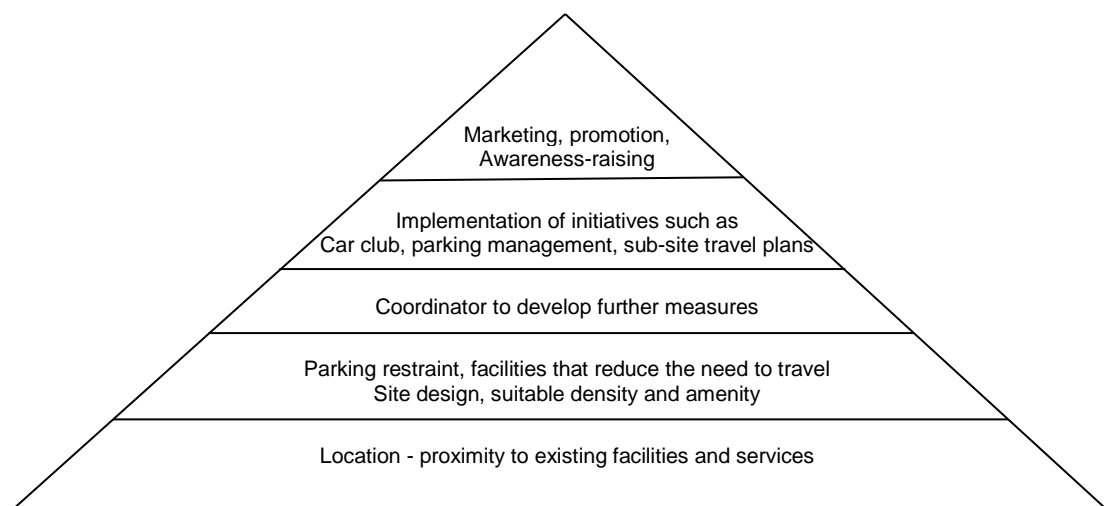 Marketing, promotion,
Awareness-raising
Implementation of initiatives such as
Car club, parking management, sub-site travel plans
Coordinator to develop further measures
Parking restraint, facilities that reduce the need to travel
Site design, suitable density and amenity
Location - proximity to existing facilities and services